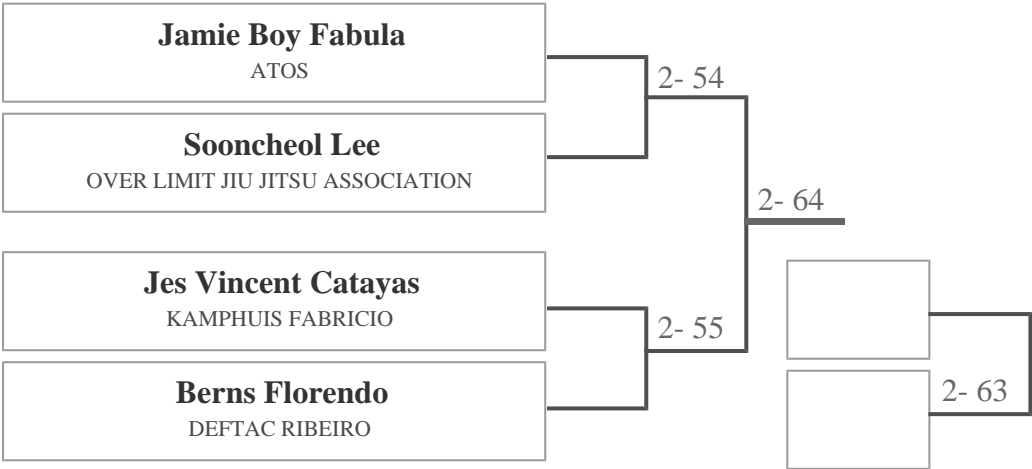 Jamie Boy Fabula
ATOS
2- 54
Sooncheol Lee
OVER LIMIT JIU JITSU ASSOCIATION
2- 64
Jes Vincent Catayas
KAMPHUIS FABRICIO
2- 55
Berns Florendo
DEFTAC RIBEIRO
2- 63